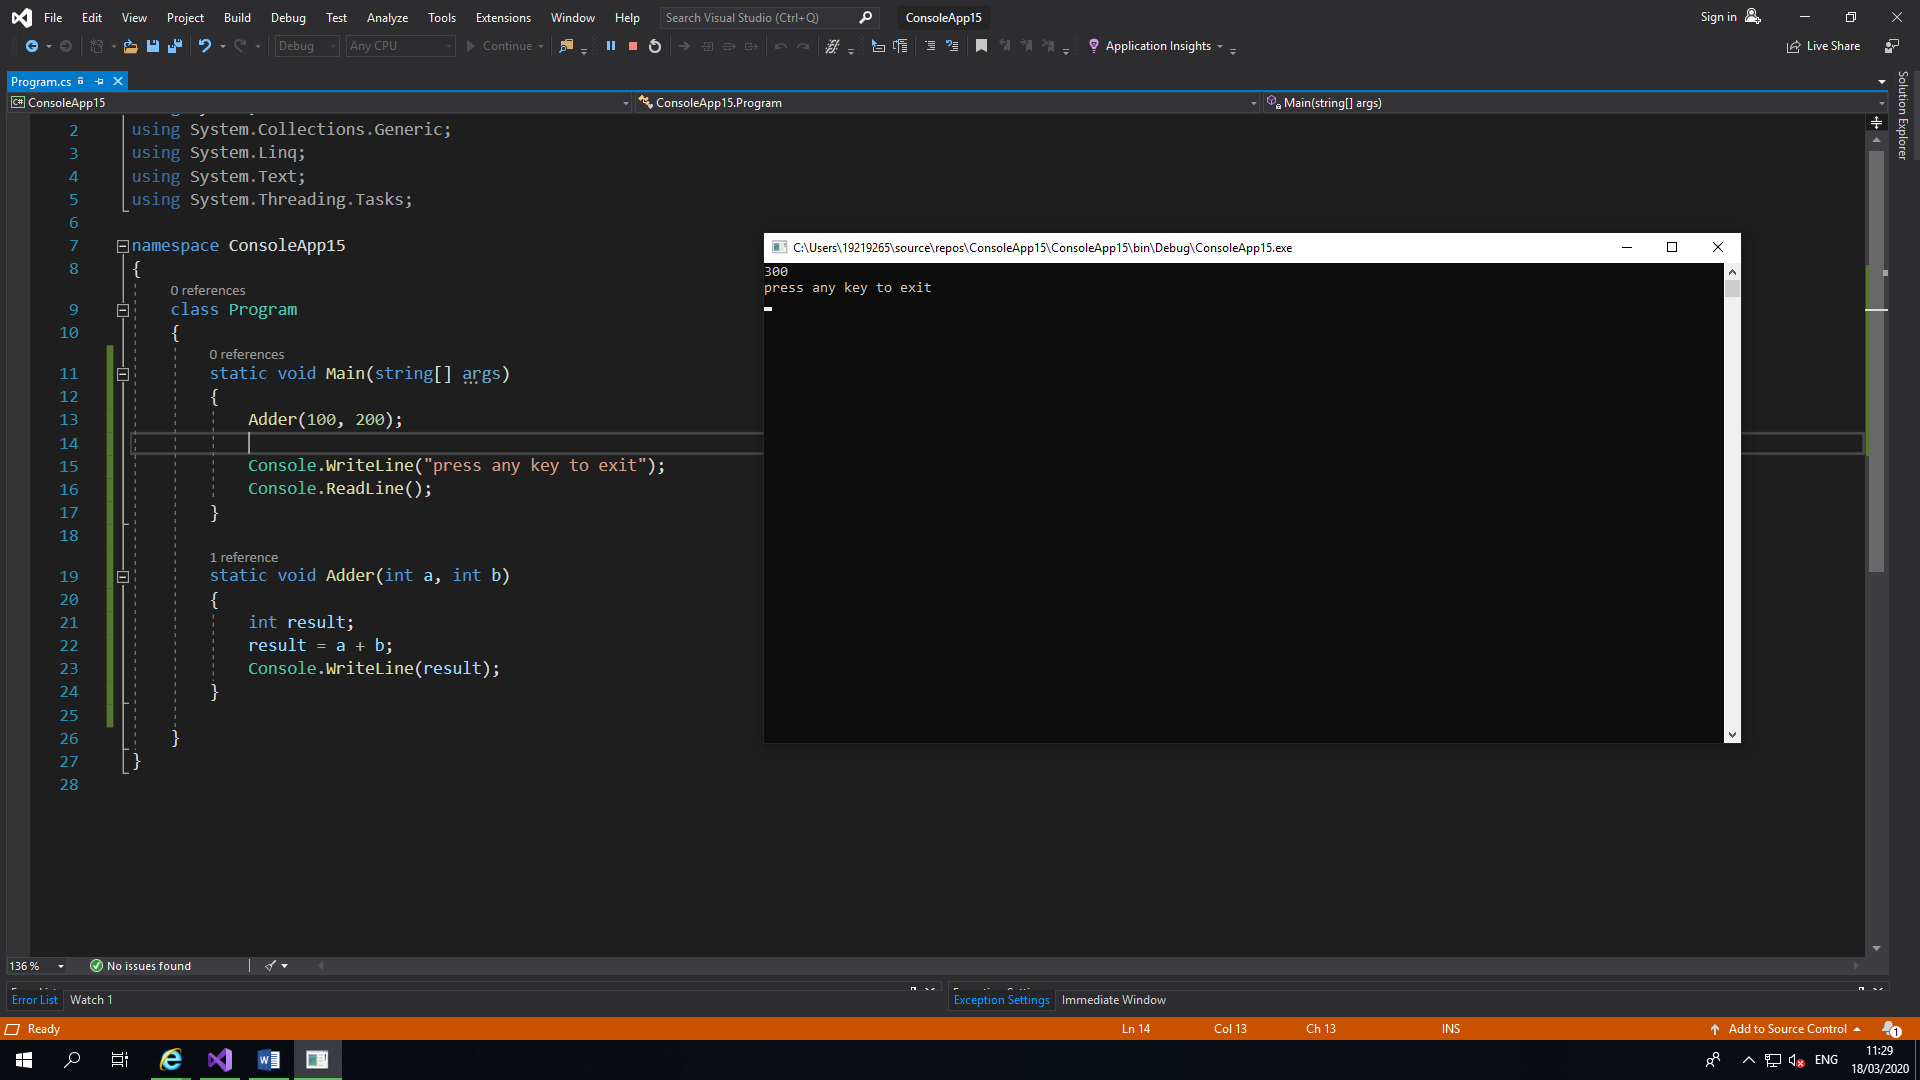 File Edit View Project Build Debug Test Analyze Tools Extensions Window Help Search Visual Studio (Ctrl+Q) ConsoleApp15 Sign in
Debug Any CPU Continue Application Insights Live Share
Program.cs
Solution Explorer
ConsoleApp15 ConsoleApp15.Program Main(string[] args)
2 using System.Collections.Generic;
3 using System.Linq;
4 using System.Text;
5 using System.Threading.Tasks;
6
7 namespace ConsoleApp15
8 {
0 references
9 class Program
10 {
0 references
11 static void Main(string[] args)
12 {
13 Adder(100, 200);
14
15 Console.WriteLine("press any key to exit");
16 Console.ReadLine();
17 }
18
1 reference
19 static void Adder(int a, int b)
20 {
21 int result;
22 result = a + b;
23 Console.WriteLine(result);
24 }
25
26 }
27 }
28
C:\Users\19219265\source\repos\ConsoleApp15\ConsoleApp15\bin\Debug\ConsoleApp15.exe
300
press any key to exit
136 % No issues found
Error List Watch 1 Exception Settings Immediate Window
Ready Ln 14 Col 13 Ch 13 INS Add to Source Control 1
ENG 11:29
18/03/2020